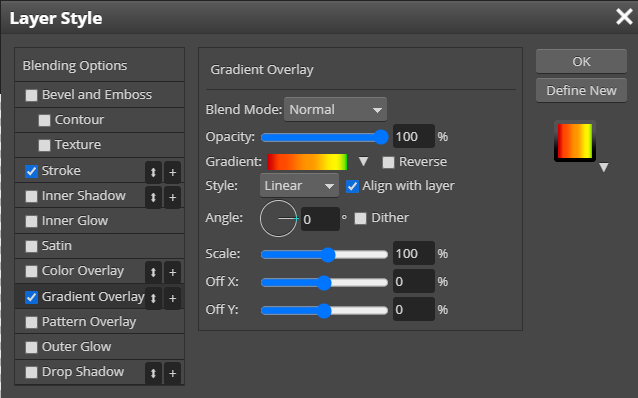 Layer Style
Blending Options
Bevel and Emboss
Contour
Texture
Stroke
Inner Shadow
Inner Glow
Satin
Color Overlay
Gradient Overlay
Pattern Overlay
Outer Glow
Drop Shadow
Gradient Overlay
Blend Mode: Normal
Opacity: 100 %
Gradient: Reverse
Style: Linear Align with layer
Angle: 0 ° Dither
Scale: 100 %
Off X: 0 %
Off Y: 0 %
OK
Define New